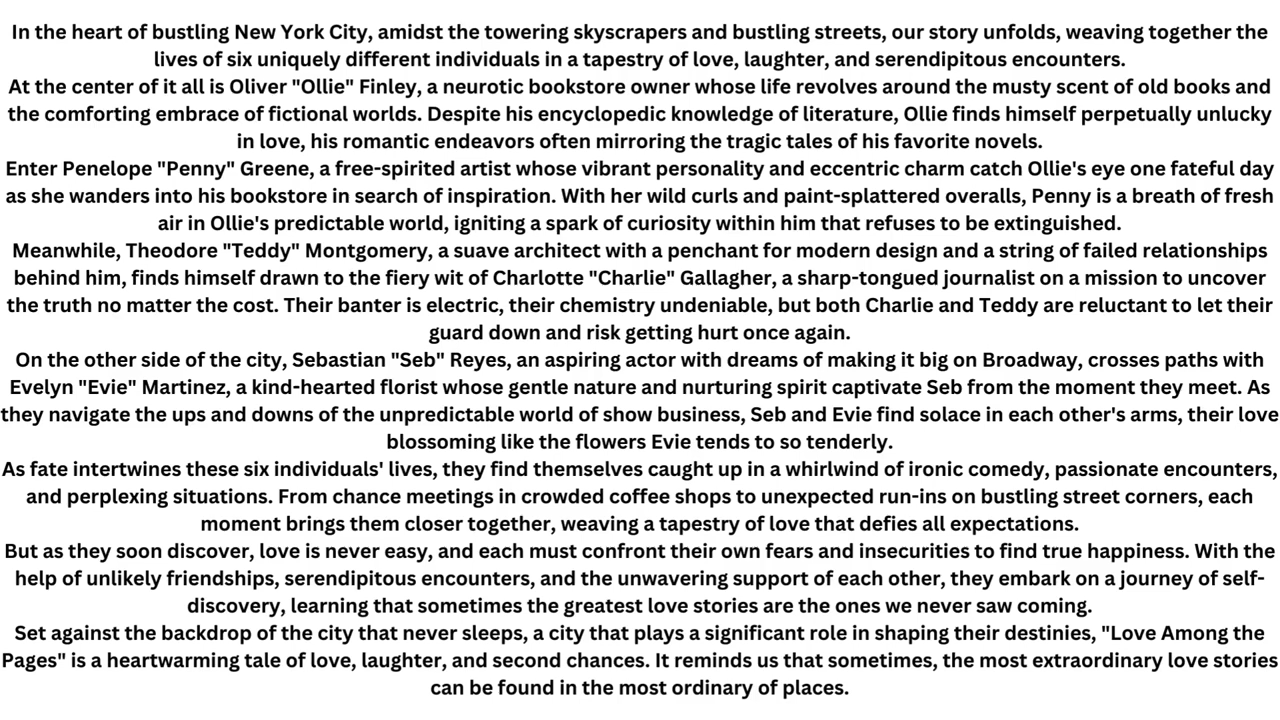 In the heart of bustling New York City, amidst the towering skyscrapers and bustling streets, our story unfolds, weaving together the
lives of six uniquely different individuals in a tapestry of love, laughter, and serendipitous encounters.
At the center of it all is Oliver "Ollie" Finley, a neurotic bookstore owner whose life revolves around the musty scent of old books and
the comforting embrace of fictional worlds. Despite his encyclopedic knowledge of literature, Ollie finds himself perpetually unlucky
in love, his romantic endeavors often mirroring the tragic tales of his favorite novels.
Enter Penelope "Penny" Greene, a free-spirited artist whose vibrant personality and eccentric charm catch Ollie's eye one fateful day
as she wanders into his bookstore in search of inspiration. With her wild curls and paint-splattered overalls, Penny is a breath of fresh
air in Ollie's predictable world, igniting a spark of curiosity within him that refuses to be extinguished.
Meanwhile, Theodore "Teddy" Montgomery, a suave architect with a penchant for modern design and a string of failed relationships
behind him, finds himself drawn to the fiery wit of Charlotte "Charlie" Gallagher, a sharp-tongued journalist on a mission to uncover
the truth no matter the cost. Their banter is electric, their chemistry undeniable, but both Charlie and Teddy are reluctant to let their
guard down and risk getting hurt once again.
On the other side of the city, Sebastian "Seb" Reyes, an aspiring actor with dreams of making it big on Broadway, crosses paths with
Evelyn "Evie" Martinez, a kind-hearted florist whose gentle nature and nurturing spirit captivate Seb from the moment they meet. As
they navigate the ups and downs of the unpredictable world of show business, Seb and Evie find solace in each other's arms, their love
blossoming like the flowers Evie tends to so tenderly.
As fate intertwines these six individuals' lives, they find themselves caught up in a whirlwind of ironic comedy, passionate encounters,
and perplexing situations. From chance meetings in crowded coffee shops to unexpected run-ins on bustling street corners, each
moment brings them closer together, weaving a tapestry of love that defies all expectations.
But as they soon discover, love is never easy, and each must confront their own fears and insecurities to find true happiness. With the
help of unlikely friendships, serendipitous encounters, and the unwavering support of each other, they embark on a journey of self-
discovery, learning that sometimes the greatest love stories are the ones we never saw coming.
Set against the backdrop of the city that never sleeps, a city that plays a significant role in shaping their destinies, "Love Among the
Pages" is a heartwarming tale of love, laughter, and second chances. It reminds us that sometimes, the most extraordinary love stories
can be found in the most ordinary of places.